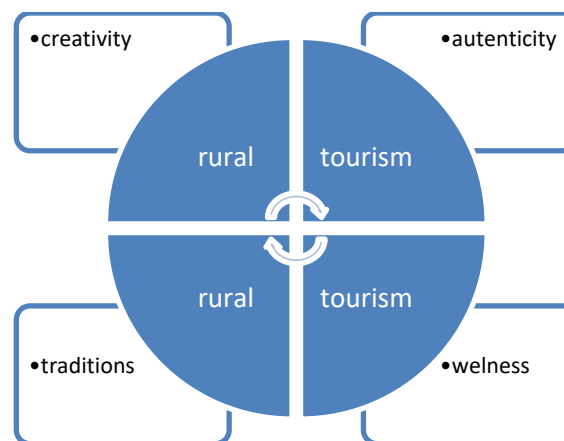 •creativity
•autenticity
rural tourism
rural tourism
•traditions
•welness